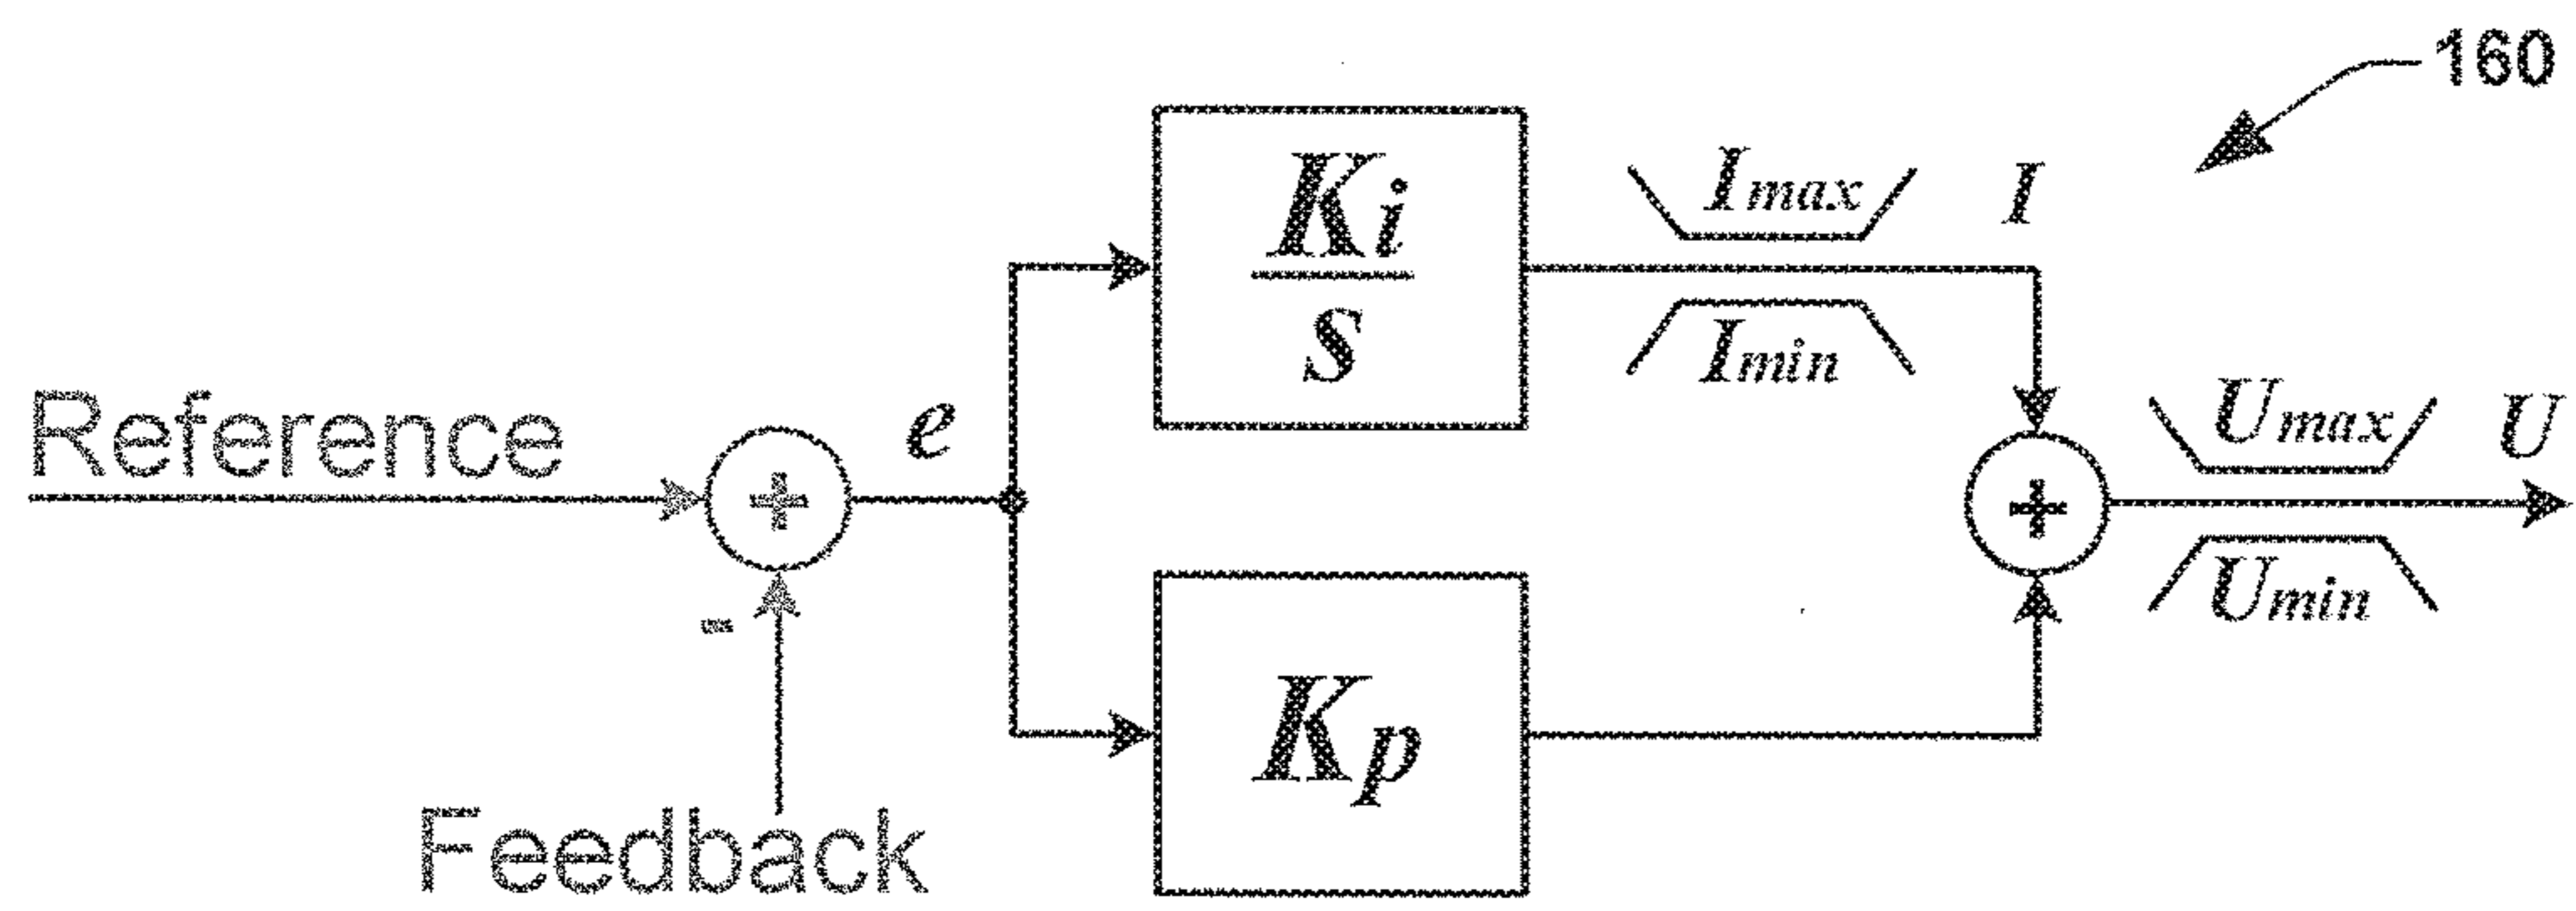 160
Ki
S
Imax
I
Imin
Reference
+
-
Feedback
e
Kp
+
Umax
U
Umin